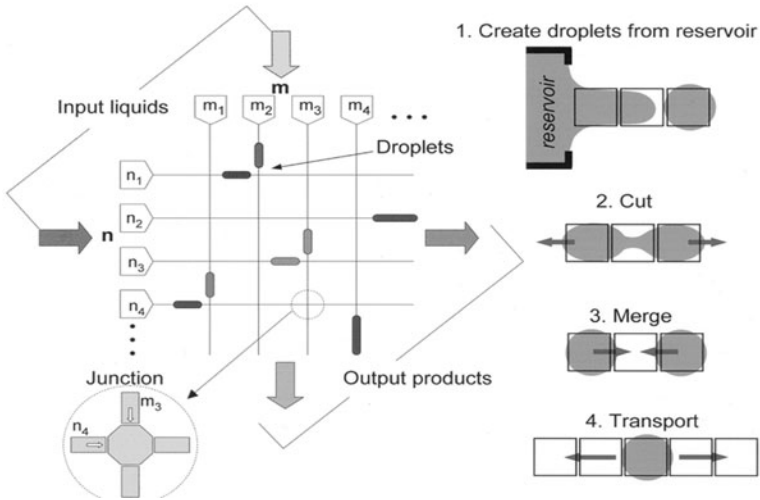 1. Create droplets from reservoir
m
Input liquids
m1 m2 m3 m4 ...
reservoir
Droplets
n1
n2
n
2. Cut
n3
n4
3. Merge
Junction
Output products
m3
n4
4. Transport